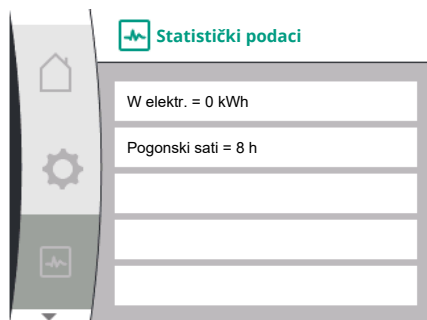 Statistički podaci
W elektr. = 0 kWh
Pogonski sati = 8 h